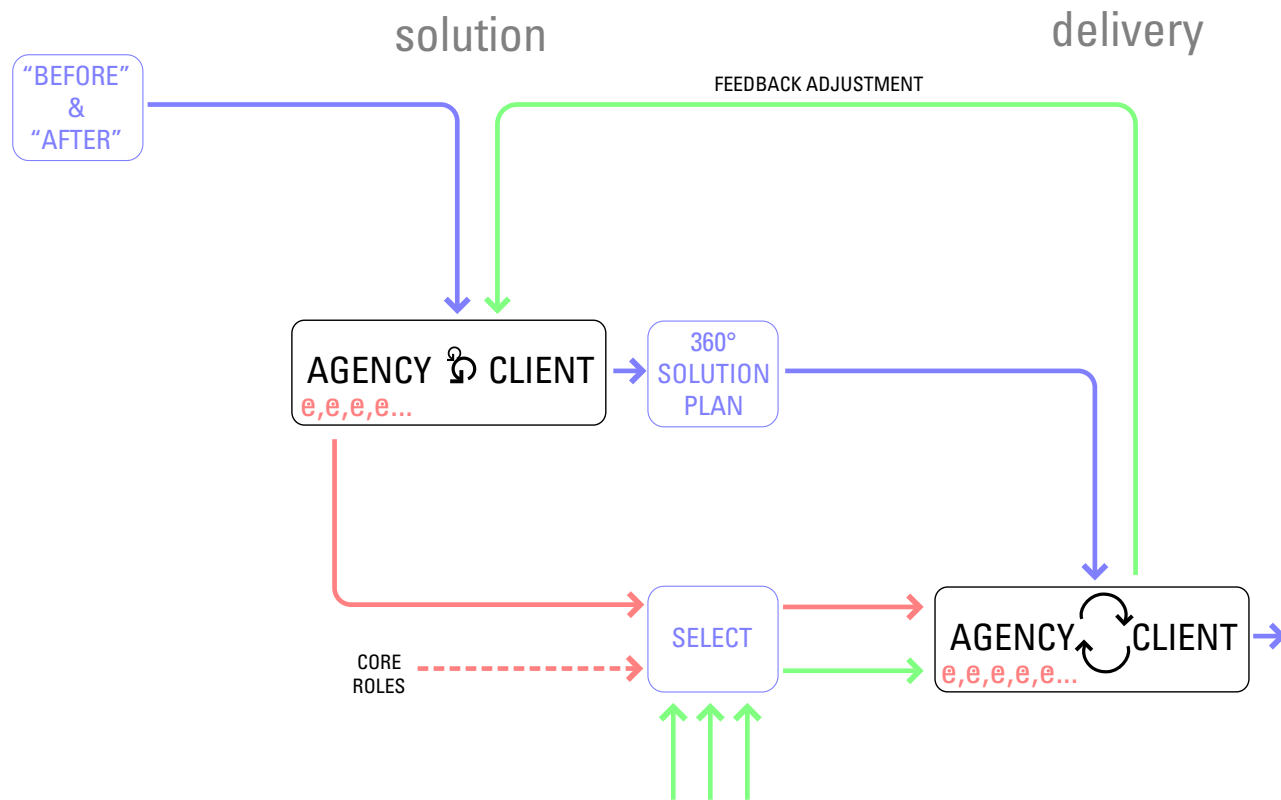 solution
delivery
“BEFORE”
&
“AFTER”
FEEDBACK ADJUSTMENT
AGENCY CLIENT
e,e,e,e...
360°
SOLUTION
PLAN
SELECT
CORE
ROLES
AGENCY CLIENT
e,e,e,e,e...